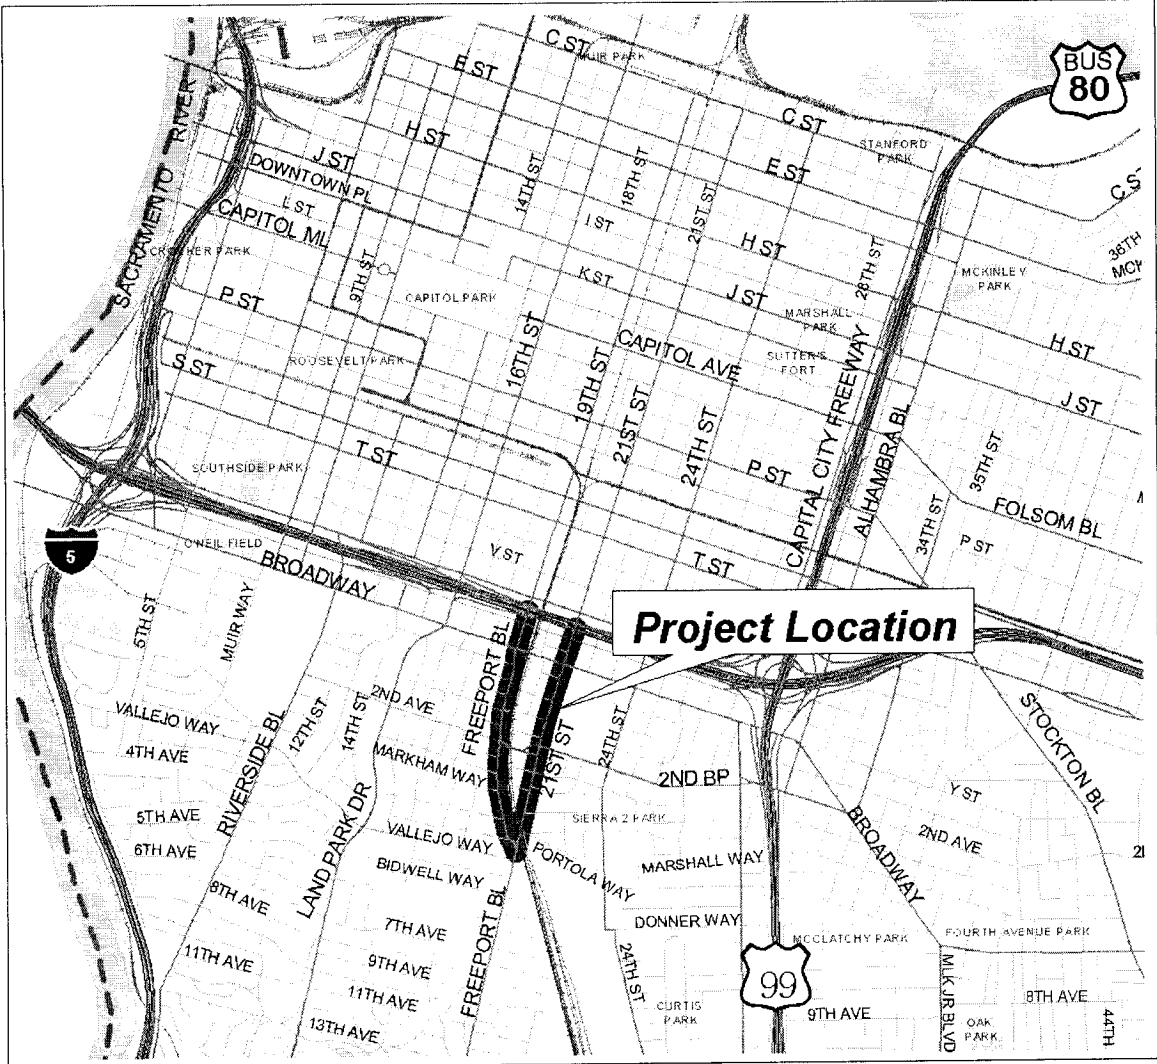 C ST
MUIR PARK
E ST
BUS
80
H ST
C ST
STANFORD
PARK
SACRAMENTO RIVER
J ST
DOWNTOWN PL
L ST
CAPITOL ML
14TH ST
18TH ST
21ST ST
I ST
E ST
H ST
K ST
J ST
28TH ST
MCKINLEY
PARK
36TH
P ST
9TH ST
CAPITOL PARK
MARSHALL
PARK
16TH ST
CAPITOL AVE
SUTTER'S
FORT
H ST
ROOSEVELT PARK
S ST
19TH ST
21ST ST
24TH ST
J ST
T ST
SOUTHSIDE PARK
P ST
CAPITAL CITY FREEWAY
ALHAMBRA BL
35TH ST
34TH ST
FOLSOM BL
P ST
5
O'NEIL FIELD
BROADWAY
V ST
T ST
Project Location
5TH ST
MUIR WAY
FREEPORT BL
21ST ST
2ND AVE
VALLEJO WAY
4TH AVE
RIVERSIDE BL
12TH ST
14TH ST
MARKHAM WAY
24TH ST
2ND BP
STOCKTON BL
Y ST
5TH AVE
6TH AVE
LAND PARK DR
VALLEJO WAY
BIDWELL WAY
SIERRA 2 PARK
PORTOLA WAY
MARSHALL WAY
BROADWAY
2ND AVE
8TH AVE
7TH AVE
DONNER WAY
MCCLATCHY PARK
FOURTH AVENUE PARK
11TH AVE
9TH AVE
FREEPORT BL
24TH ST
99
11TH AVE
CURTIS
PARK
9TH AVE
MLK JR BLVD
8TH AVE
44TH
13TH AVE
OAK
PARK